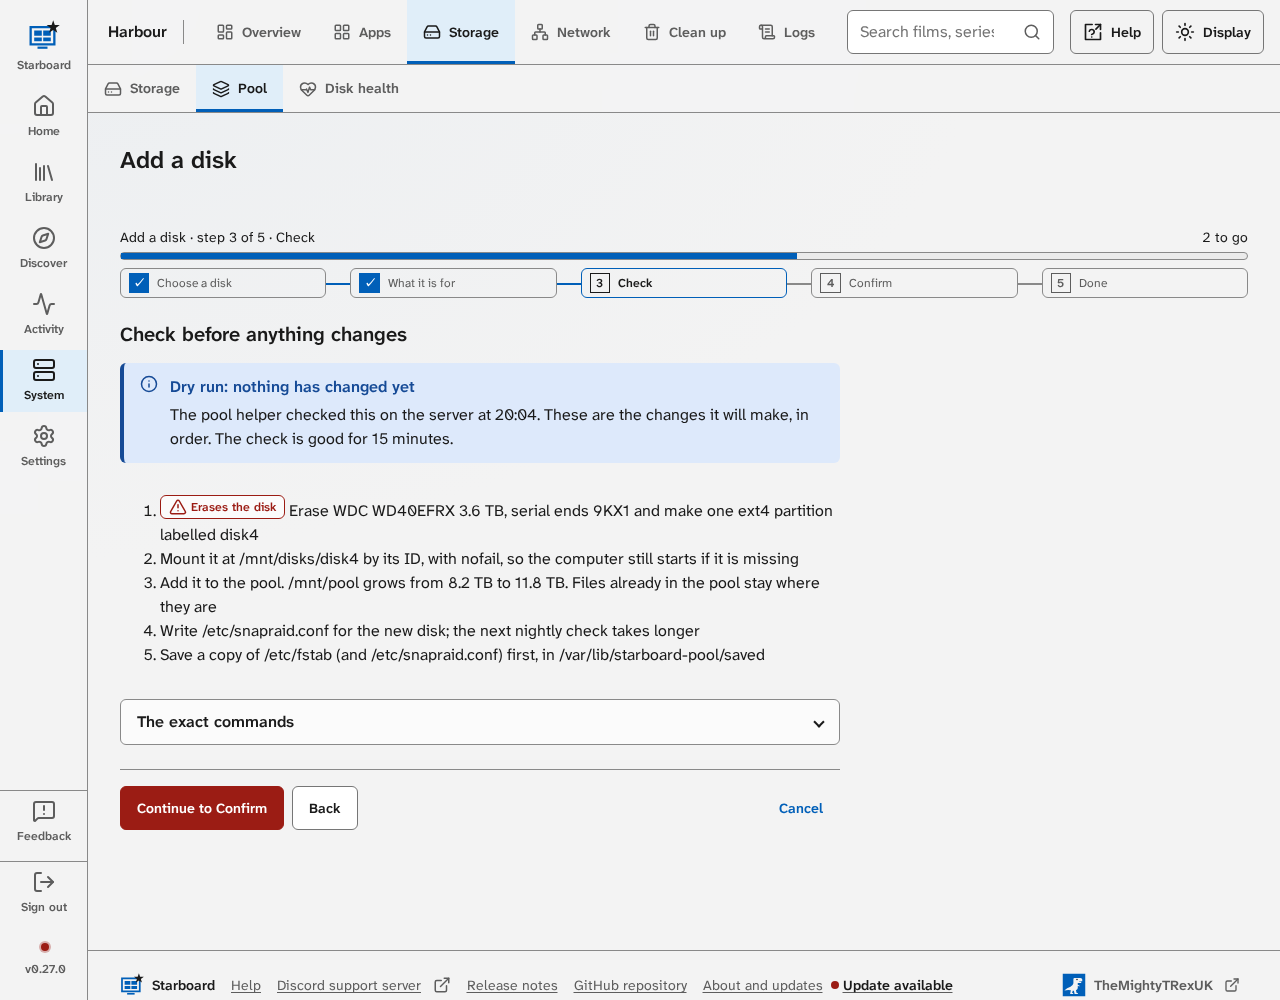 Starboard
Home
Library
Discover
Activity
System
Settings
Feedback
Sign out
v0.27.0
Harbour
Overview
Apps
Storage
Network
Clean up
Logs
Search films, series
Help
Display
Storage
Pool
Disk health
Add a disk
Add a disk · step 3 of 5 · Check
2 to go
✓ Choose a disk
✓ What it is for
3 Check
4 Confirm
5 Done
Check before anything changes
Dry run: nothing has changed yet
The pool helper checked this on the server at 20:04. These are the changes it will make, in
order. The check is good for 15 minutes.
1. Erases the disk Erase WDC WD40EFRX 3.6 TB, serial ends 9KX1 and make one ext4 partition
labelled disk4
2. Mount it at /mnt/disks/disk4 by its ID, with nofail, so the computer still starts if it is missing
3. Add it to the pool. /mnt/pool grows from 8.2 TB to 11.8 TB. Files already in the pool stay where
they are
4. Write /etc/snapraid.conf for the new disk; the next nightly check takes longer
5. Save a copy of /etc/fstab (and /etc/snapraid.conf) first, in /var/lib/starboard-pool/saved
The exact commands
Continue to Confirm
Back
Cancel
Starboard
Help
Discord support server
Release notes
GitHub repository
About and updates
Update available
TheMightyTRexUK